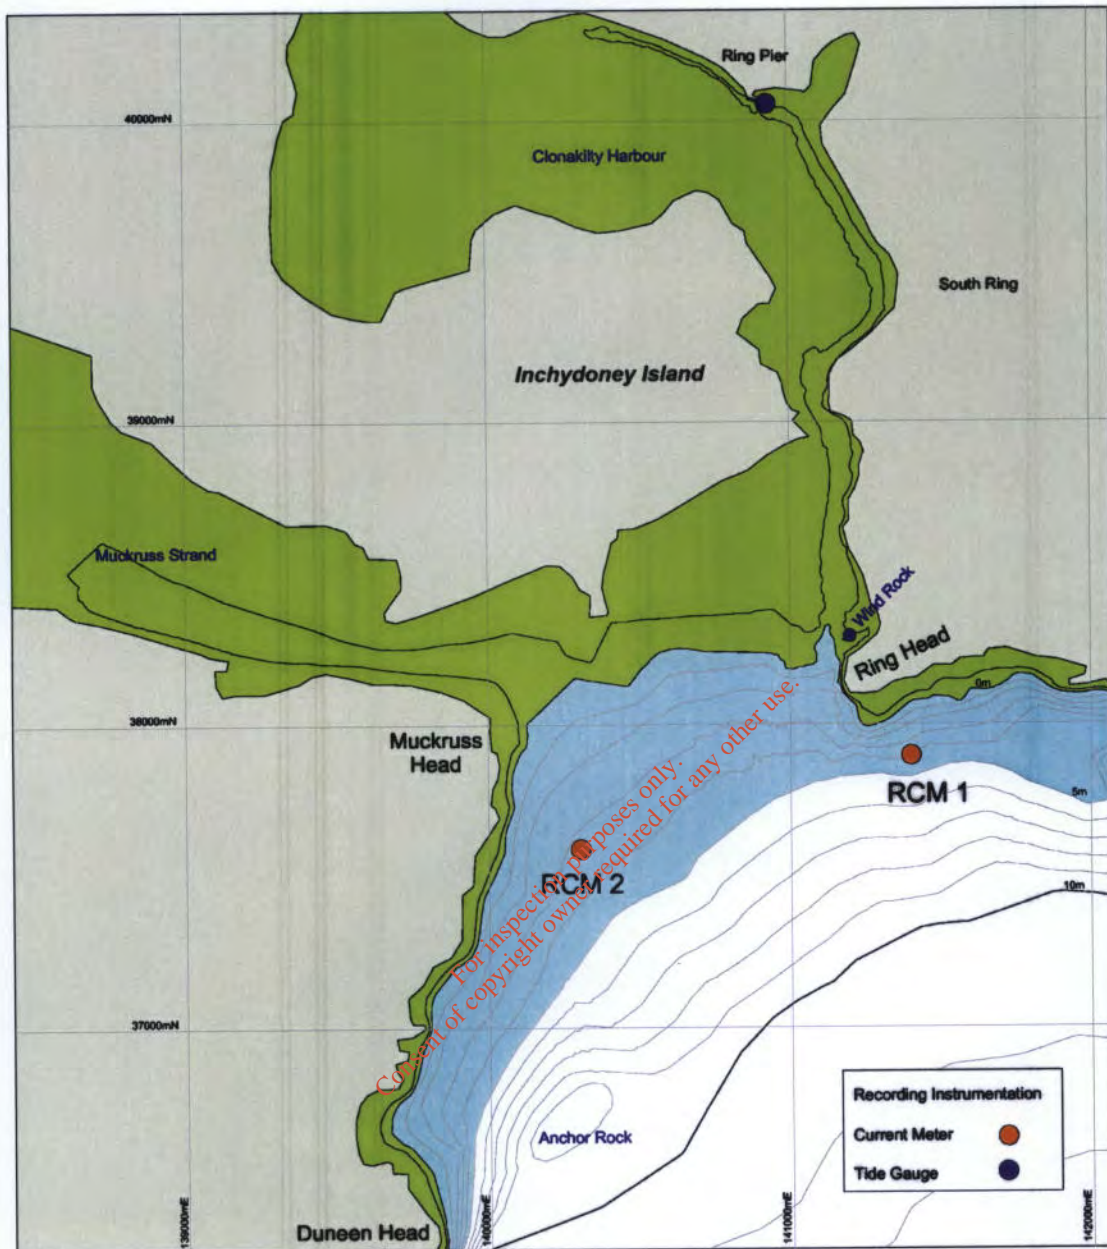 Ring Pier
40000mN
Clonakilty Harbour
South Ring
Inchydoney Island
39000mN
Muckruss Strand
Wind Rock
Ring Head
0m
38000mN
Muckruss
Head
RCM 1
5m
RCM 2
10m
For inspection purposes only.
Consent of copyright owner required for any other use.
37000mN
Recording Instrumentation
Current Meter
Tide Gauge
Anchor Rock
Duneen Head
139000mE
140000mE
141000mE
142000mE